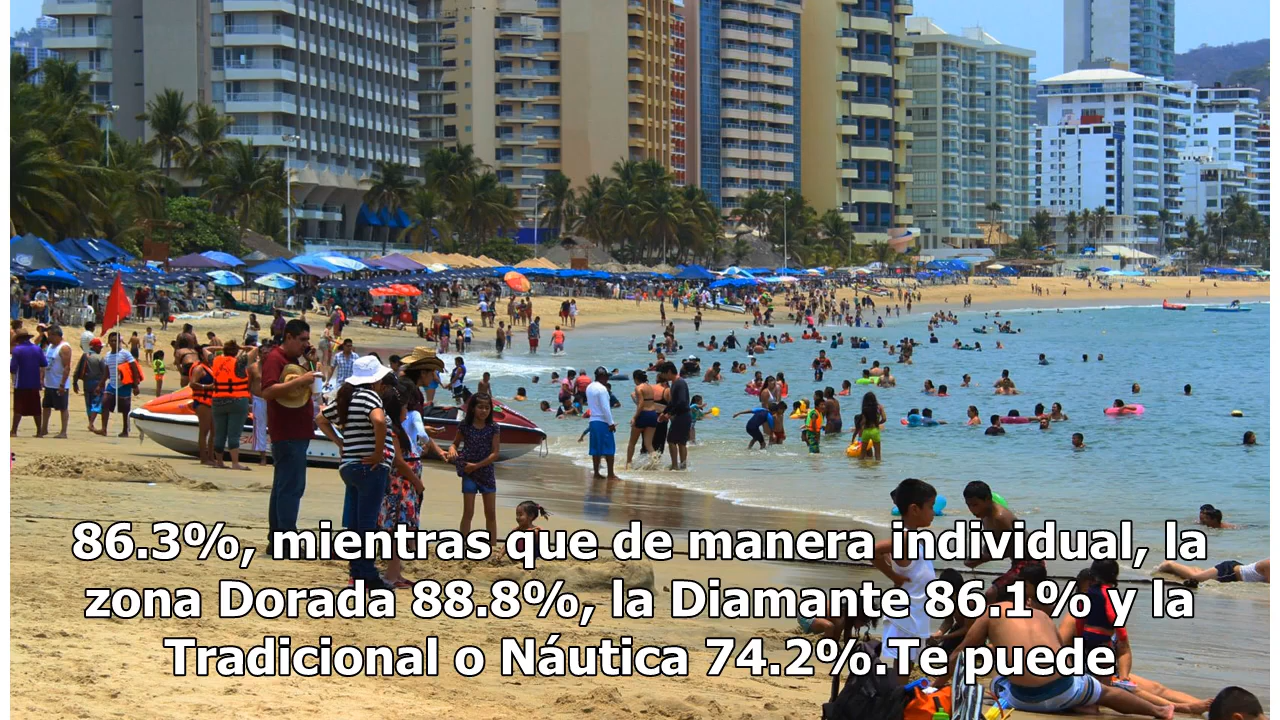 86.3%, mientras que de manera individual, la
zona Dorada 88.8%, la Diamante 86.1% y la
Tradicional o Náutica 74.2%.Te puede